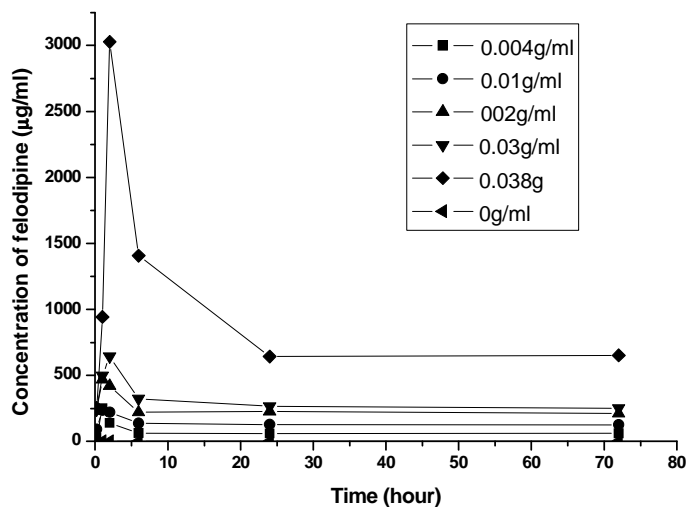 3000
2500
2000
1500
1000
500
0
Concentration of felodipine (μg/ml)
0.004g/ml
0.01g/ml
002g/ml
0.03g/ml
0.038g
0g/ml
0 10 20 30 40 50 60 70 80
Time (hour)